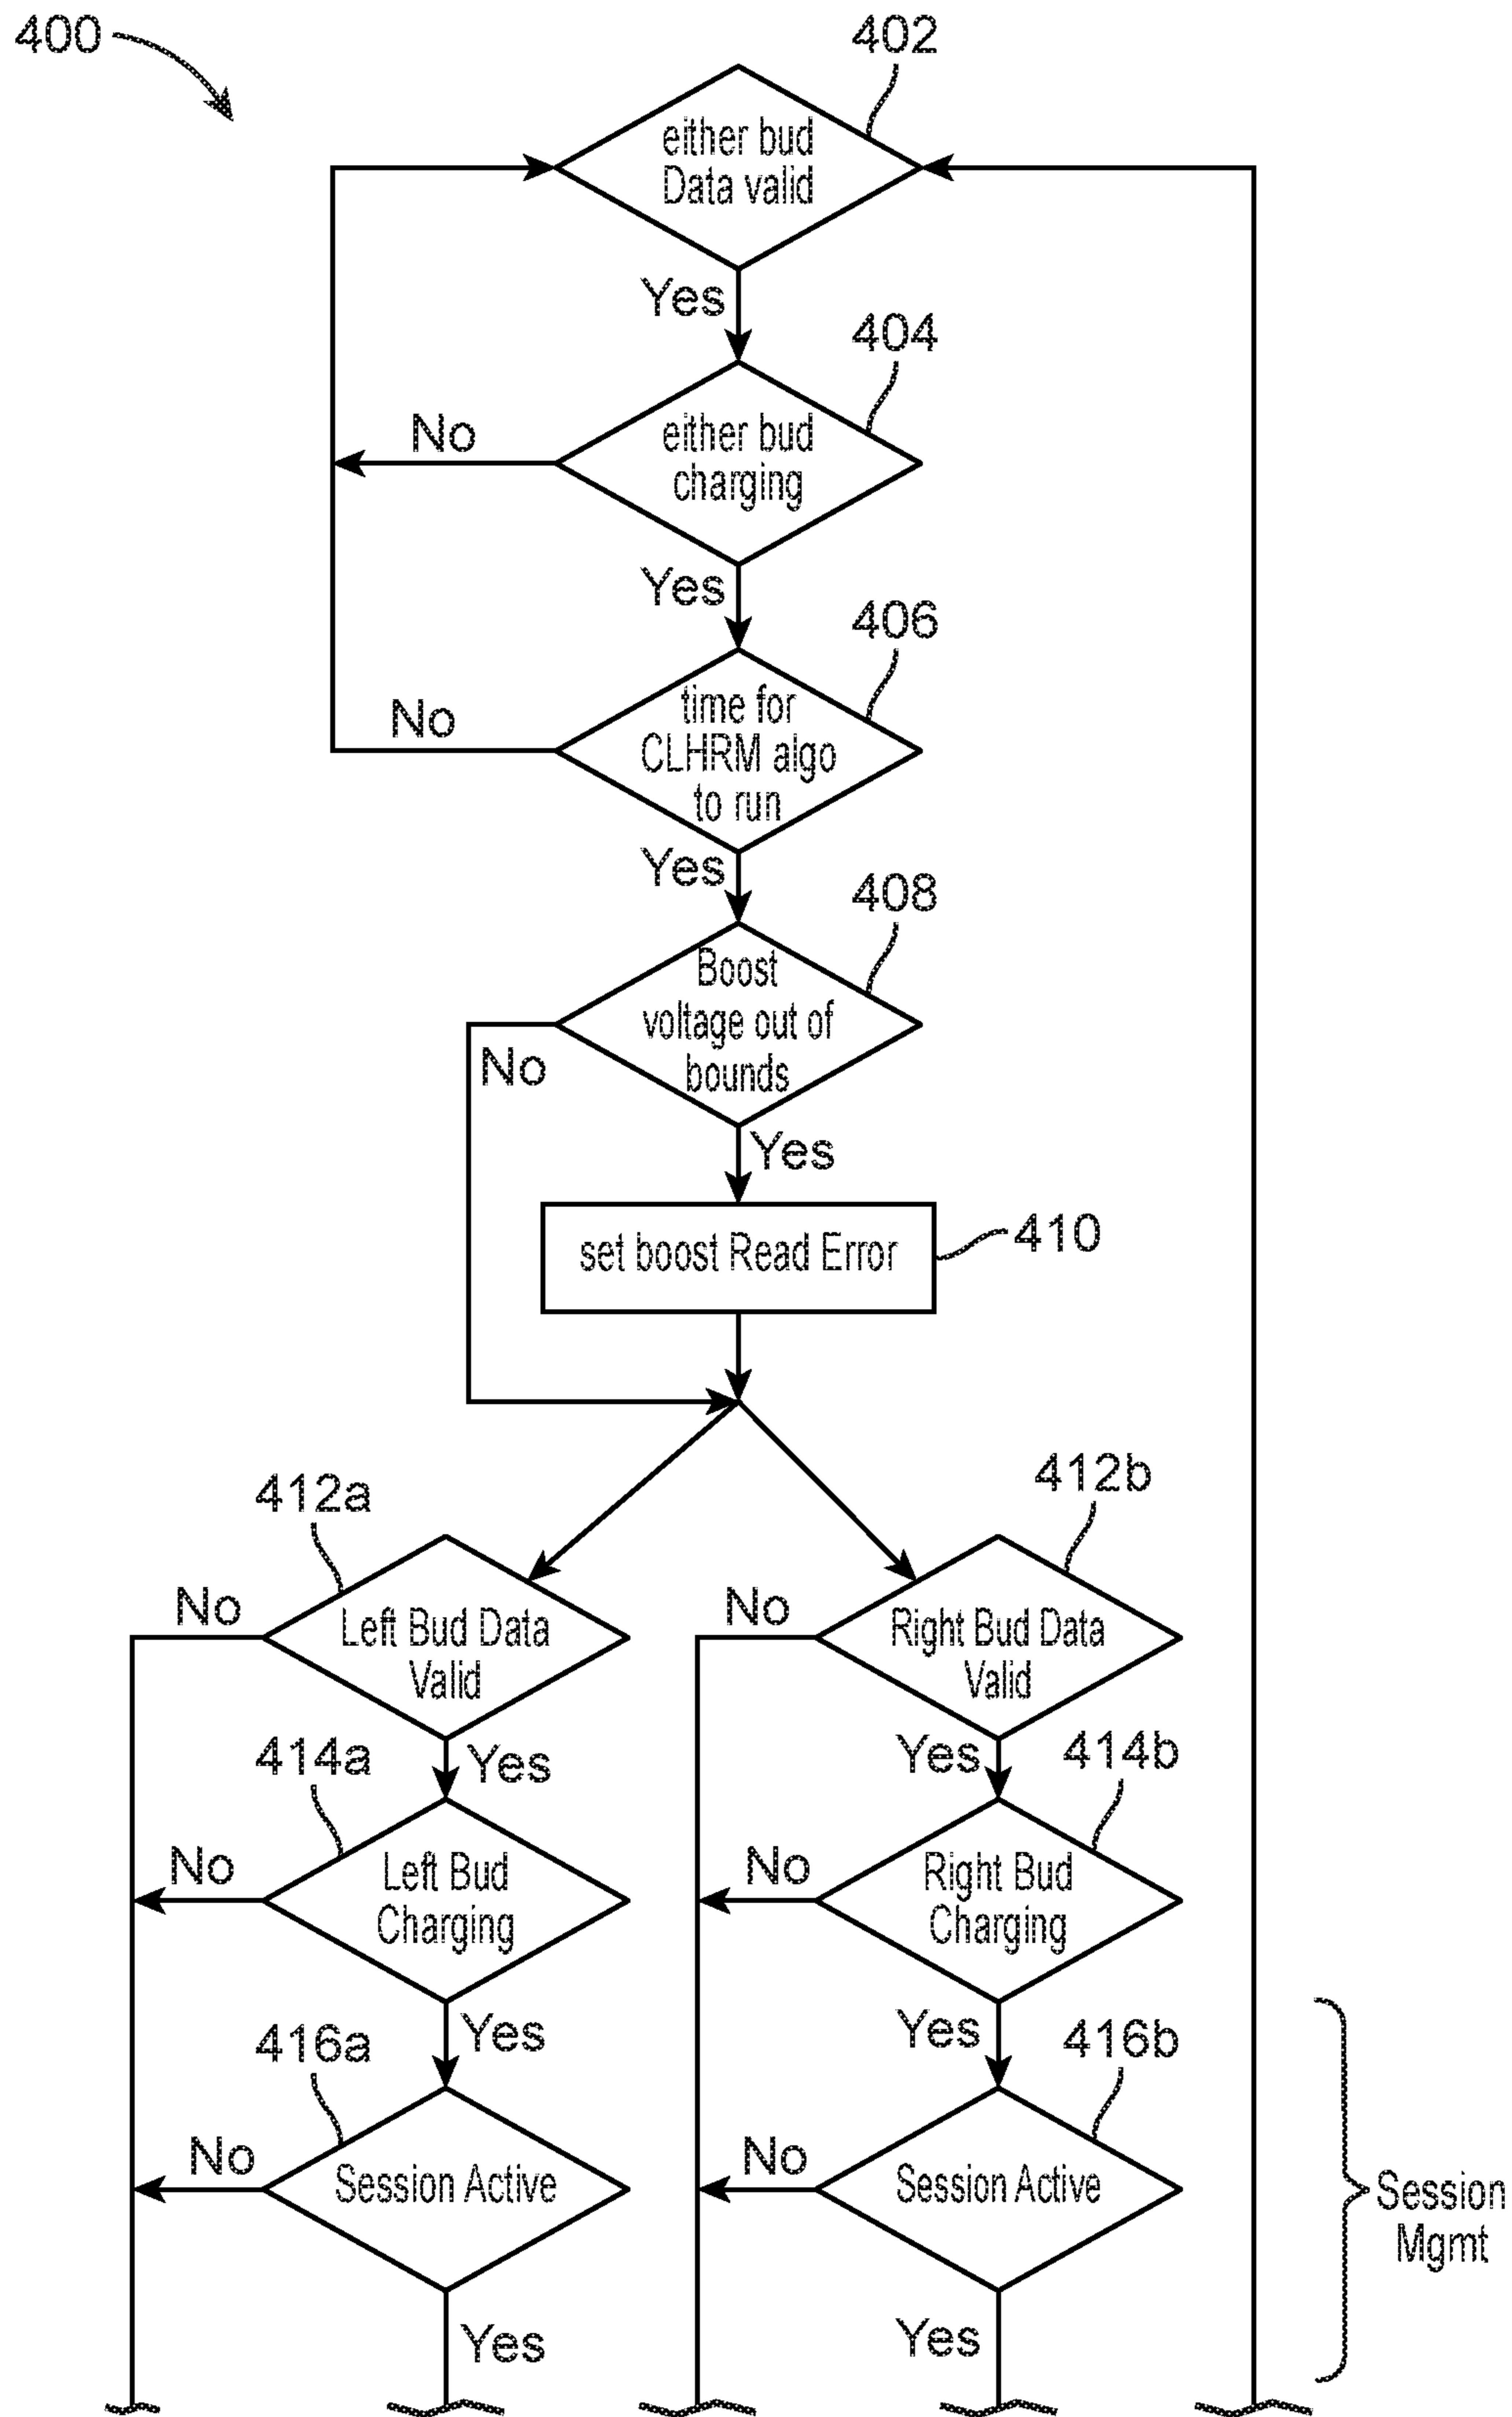 400
402
either bud
Data valid
Yes
404
No
either bud
charging
Yes
406
No
time for
CLHRM algo
to run
Yes
408
Boost
voltage out of
bounds
No
Yes
set boost Read Error
410
412a
412b
No
Left Bud Data
Valid
No
Right Bud Data
Valid
414a
Yes
Yes
414b
No
Left Bud
Charging
No
Right Bud
Charging
416a
Yes
Yes
416b
No
Session Active
No
Session Active
Session
Mgmt
Yes
Yes